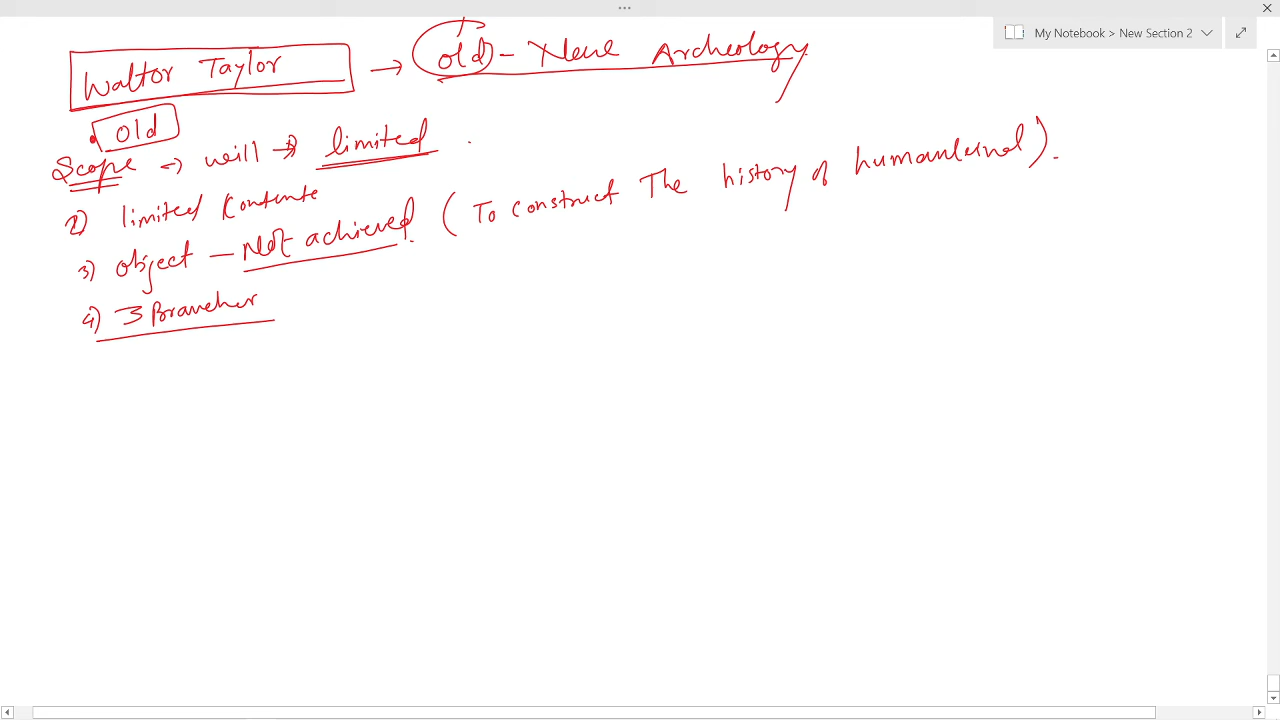 ...
My Notebook > New Section 2
Waltor Taylor → old - New Archeology
old
Scope → will → limited .
2) limited Contents
3) object - Not achieved ( To construct The history of humankind ) .
4) 3 Branches